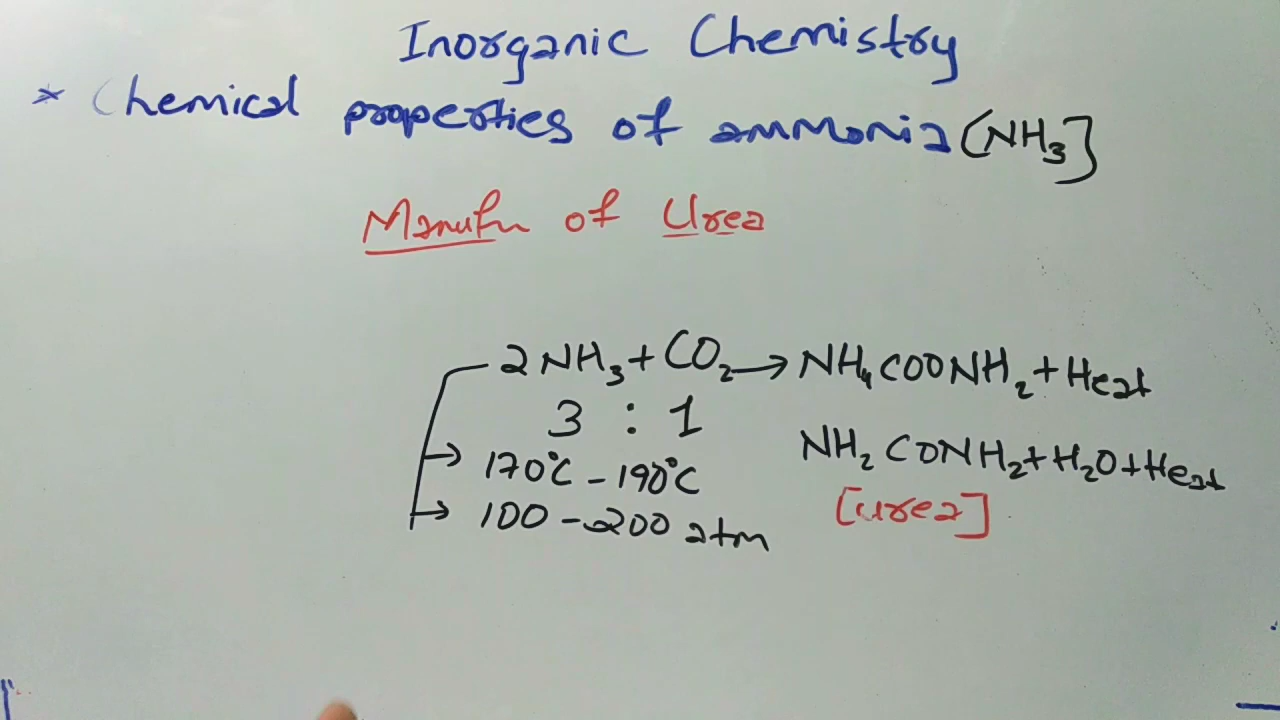 Inorganic Chemistry
* Chemical properties of ammonia [NH₃]
Manufn of Urea
2NH₃ + CO₂ → NH₄COONH₂ + Heat
3 : 1
→ 170°C - 190°C
→ 100 - 200 atm
NH₂CONH₂ + H₂O + Heat
[urea]